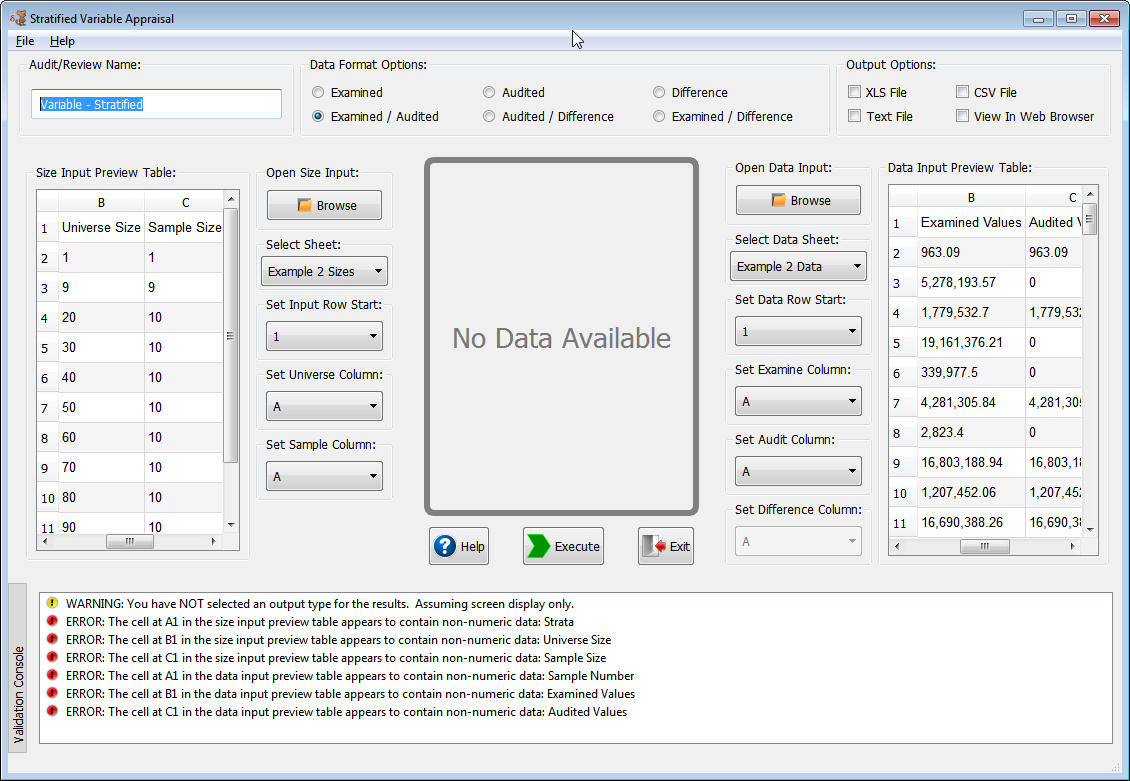 Stratified Variable Appraisal
File Help
Audit/Review Name:
Variable - Stratified
Data Format Options:
Examined Audited Difference
Examined / Audited Audited / Difference Examined / Difference
Output Options:
XLS File CSV File
Text File View In Web Browser
Size Input Preview Table:
B C
1 Universe Size Sample Size
2 1 1
3 9 9
4 20 10
5 30 10
6 40 10
7 50 10
8 60 10
9 70 10
10 80 10
11 90 10
Open Size Input:
Browse
Select Sheet:
Example 2 Sizes
Set Input Row Start:
1
Set Universe Column:
A
Set Sample Column:
A
No Data Available
Help Execute Exit
Open Data Input:
Browse
Select Data Sheet:
Example 2 Data
Set Data Row Start:
1
Set Examine Column:
A
Set Audit Column:
A
Set Difference Column:
A
Data Input Preview Table:
B C
1 Examined Values Audited V
2 963.09 963.09
3 5,278,193.57 0
4 1,779,532.7 1,779,532
5 19,161,376.21 0
6 339,977.5 0
7 4,281,305.84 4,281,305
8 2,823.4 0
9 16,803,188.94 16,803,18
10 1,207,452.06 1,207,452
11 16,690,388.26 16,690,38
Validation Console
WARNING: You have NOT selected an output type for the results.  Assuming screen display only.
ERROR: The cell at A1 in the size input preview table appears to contain non-numeric data: Strata
ERROR: The cell at B1 in the size input preview table appears to contain non-numeric data: Universe Size
ERROR: The cell at C1 in the size input preview table appears to contain non-numeric data: Sample Size
ERROR: The cell at A1 in the data input preview table appears to contain non-numeric data: Sample Number
ERROR: The cell at B1 in the data input preview table appears to contain non-numeric data: Examined Values
ERROR: The cell at C1 in the data input preview table appears to contain non-numeric data: Audited Values